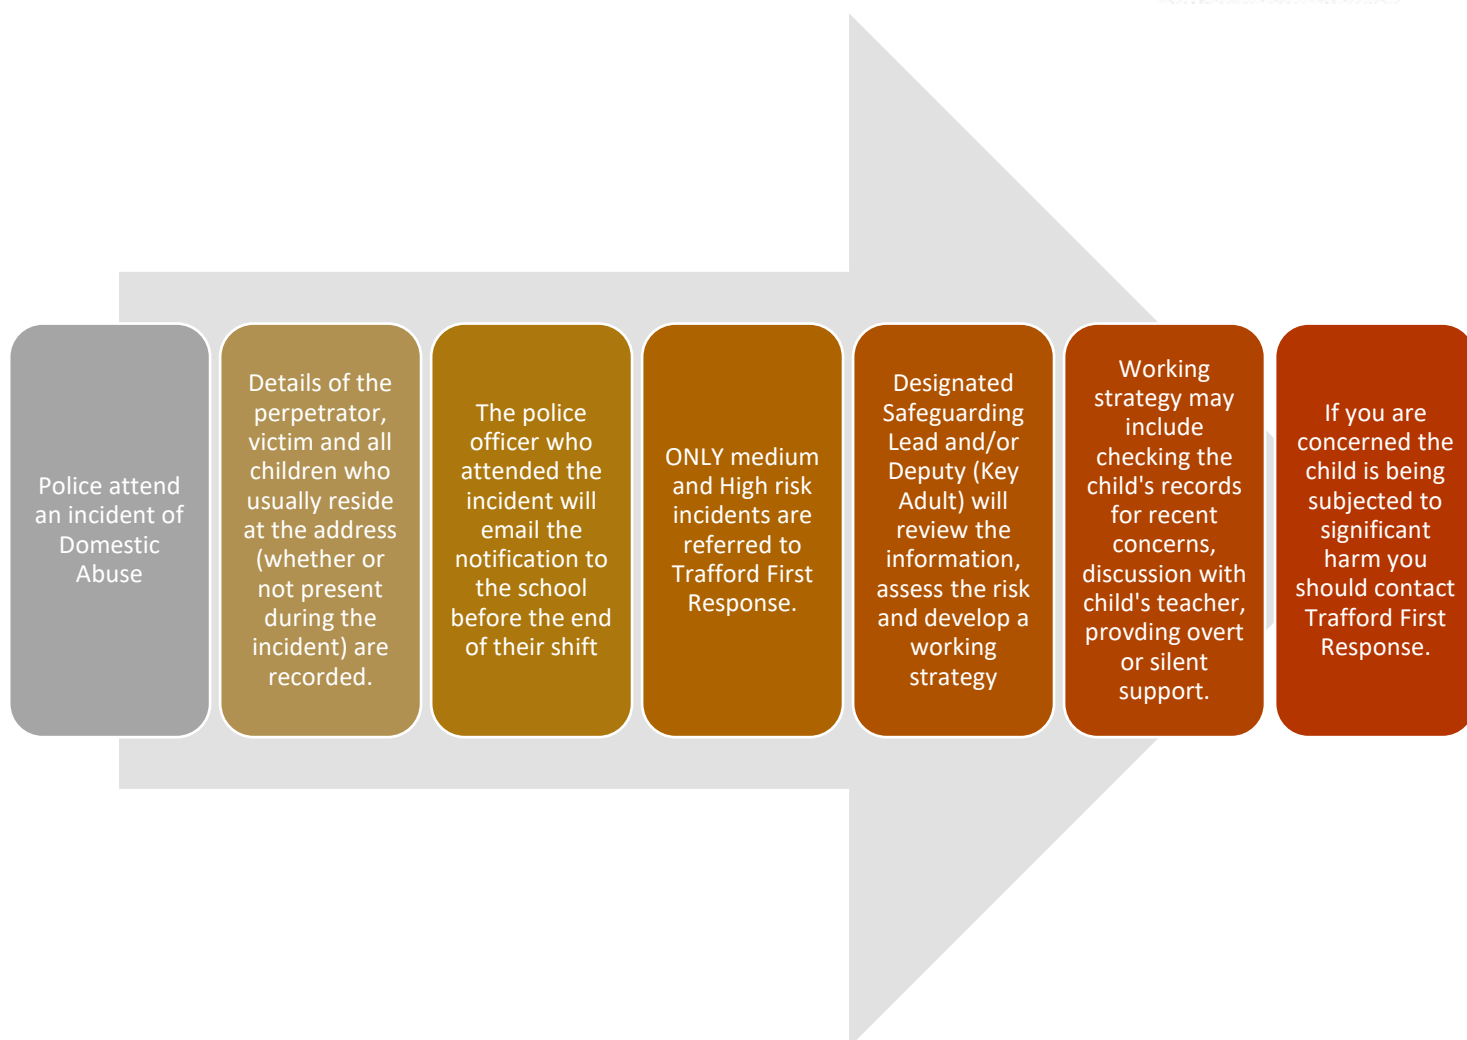 Police attend
an incident of
Domestic
Abuse
Details of the
perpetrator,
victim and all
children who
usually reside
at the address
(whether or
not present
during the
incident) are
recorded.
The police
officer who
attended the
incident will
email the
notification to
the school
before the end
of their shift
ONLY medium
and High risk
incidents are
referred to
Trafford First
Response.
Designated
Safeguarding
Lead and/or
Deputy (Key
Adult) will
review the
information,
assess the risk
and develop a
working
strategy
Working
strategy may
include
checking the
child's records
for recent
concerns,
discussion with
child's teacher,
provding overt
or silent
support.
If you are
concerned the
child is being
subjected to
significant
harm you
should contact
Trafford First
Response.